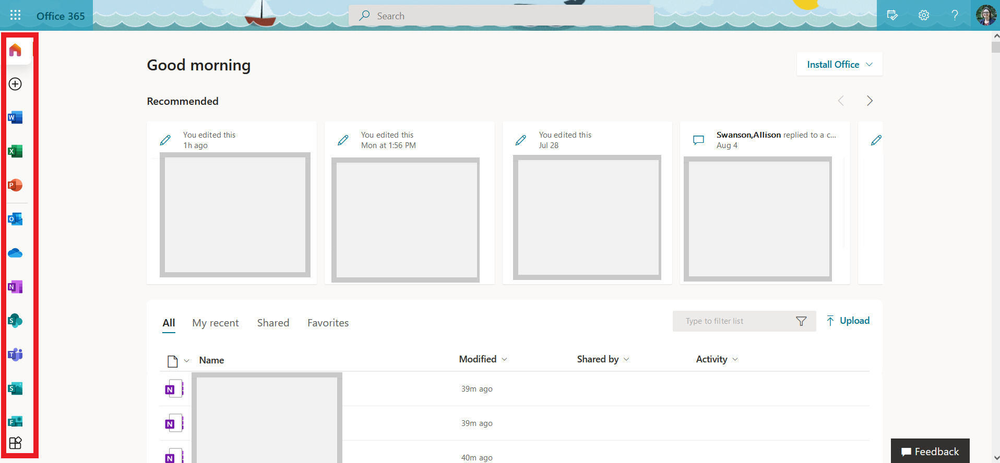 Office 365
Search
Good morning
Install Office
Recommended
You edited this
1h ago
You edited this
Mon at 1:56 PM
You edited this
Jul 28
Swanson,Allison replied to a c...
Aug 4
W
X
P
O
N
S
T
S
F
All My recent Shared Favorites
Type to filter list
Upload
Name Modified Shared by Activity
N 39m ago
N 39m ago
N 40m ago
Feedback